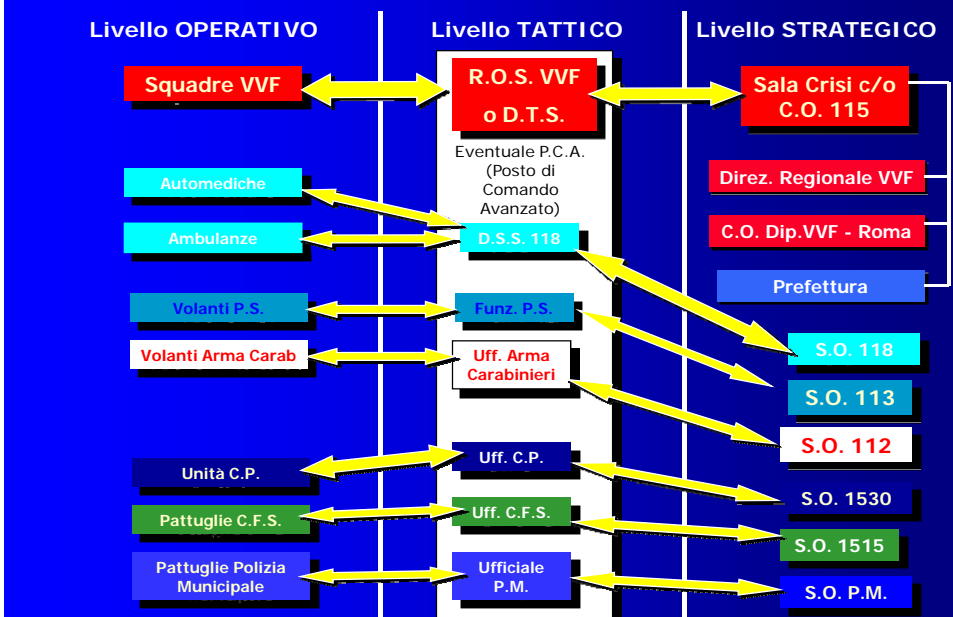 Livello OPERATIVO
Livello TATTICO
Livello STRATEGICO
Squadre VVF
R.O.S. VVF
o D.T.S.
Sala Crisi c/o
C.O. 115
Eventuale P.C.A.
(Posto di
Comando
Avanzato)
Automediche
Direz. Regionale VVF
Ambulanze
D.S.S. 118
C.O. Dip.VVF - Roma
Prefettura
Volanti P.S.
Funz. P.S.
S.O. 118
Volanti Arma Carab
Uff. Arma
Carabinieri
S.O. 113
S.O. 112
Unità C.P.
Uff. C.P.
S.O. 1530
Pattuglie C.F.S.
Uff. C.F.S.
S.O. 1515
Pattuglie Polizia
Municipale
Ufficiale
P.M.
S.O. P.M.